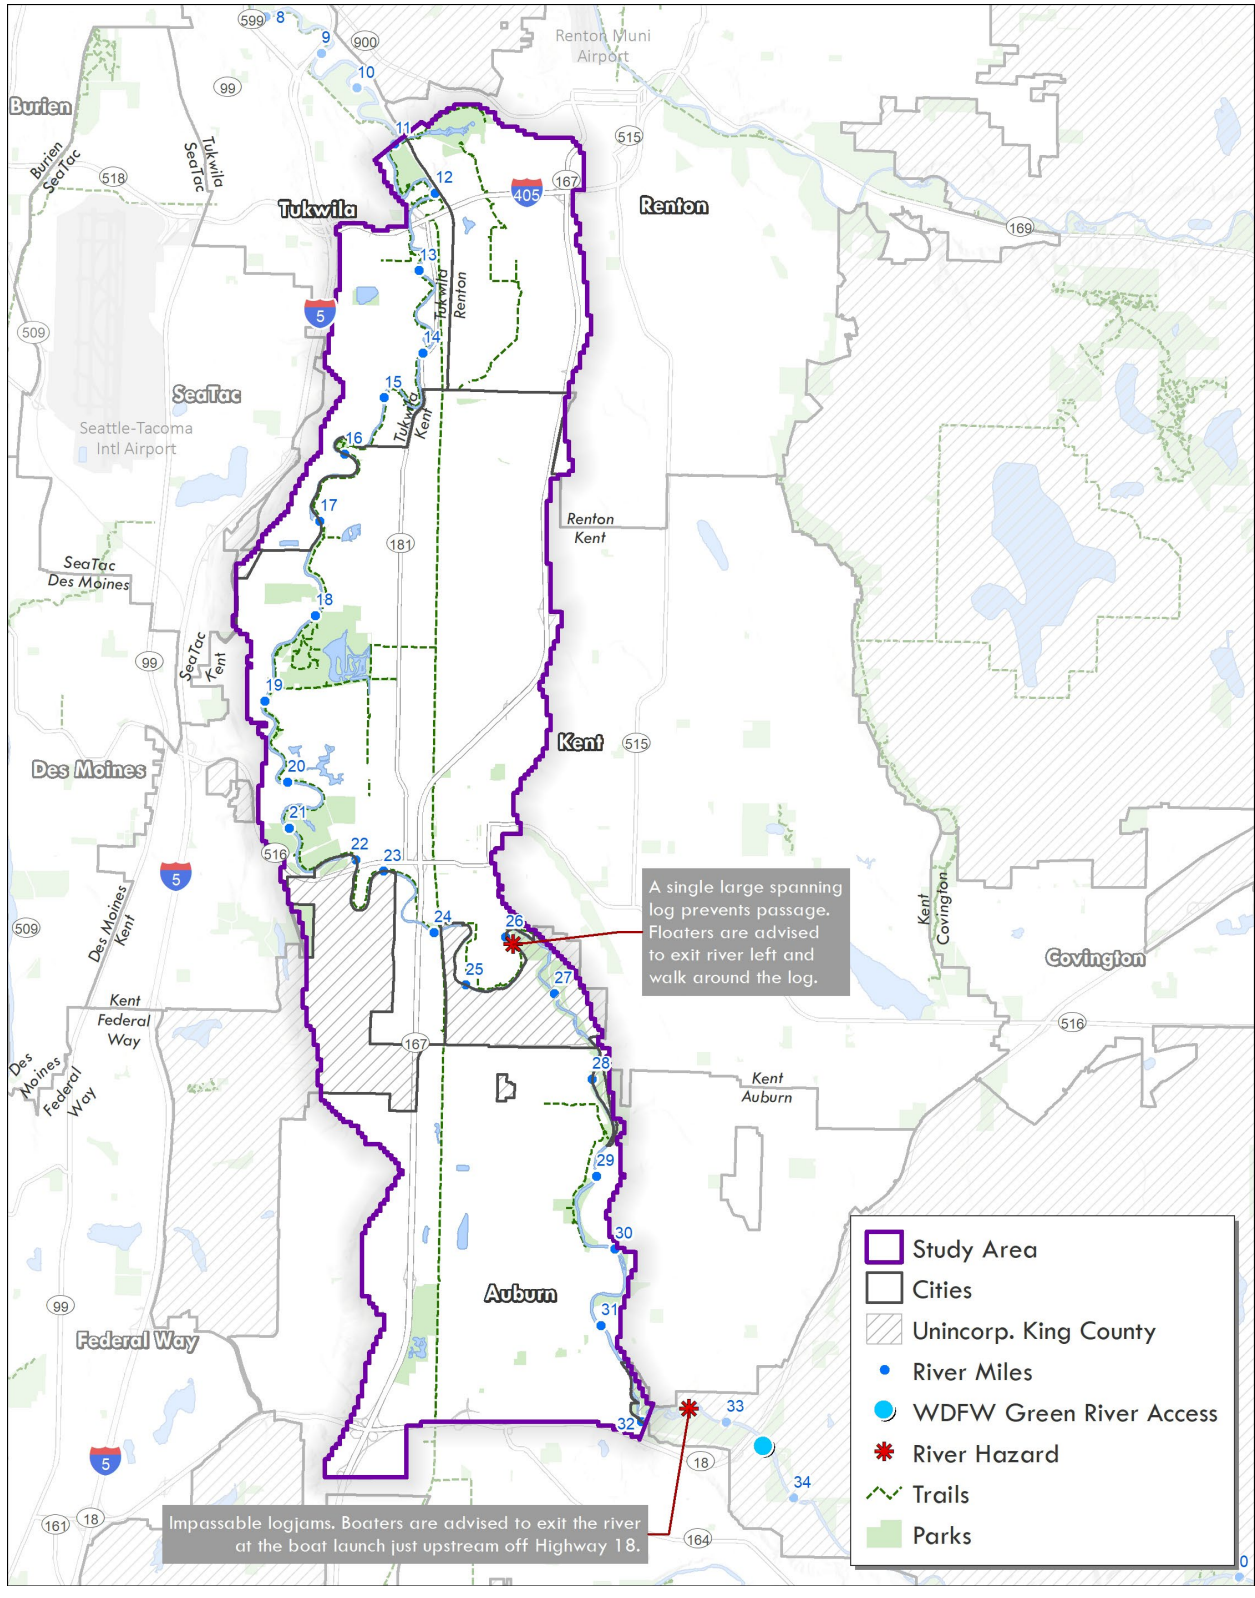 599
8
9
900
Renton Muni
Airport
10
99
Burien
11
515
Tukwila
SeaTac
Burien
SeaTac
518
12
167
405
Tukwila
Renton
169
13
Tukwila
Renton
5
509
14
15
SeaTac
Tukwila
Kent
Seattle-Tacoma
Intl Airport
16
17
Renton
Kent
181
SeaTac
Des Moines
18
SeaTac
Kent
99
19
Kent
515
Des Moines
20
21
516
22
23
5
A single large spanning
log prevents passage.
Floaters are advised
to exit river left and
walk around the log.
Des Moines
Kent
Kent
Covington
509
24
26
Covington
25
27
Kent
Federal
Way
516
167
Des
Moines
Federal
Way
28
Kent
Auburn
29
30
Auburn
31
99
Federal Way
32
33
5
18
34
161
18
164
Impassable logjams. Boaters are advised to exit the river
at the boat launch just upstream off Highway 18.
Study Area
Cities
Unincorp. King County
River Miles
WDFW Green River Access
River Hazard
Trails
Parks
0